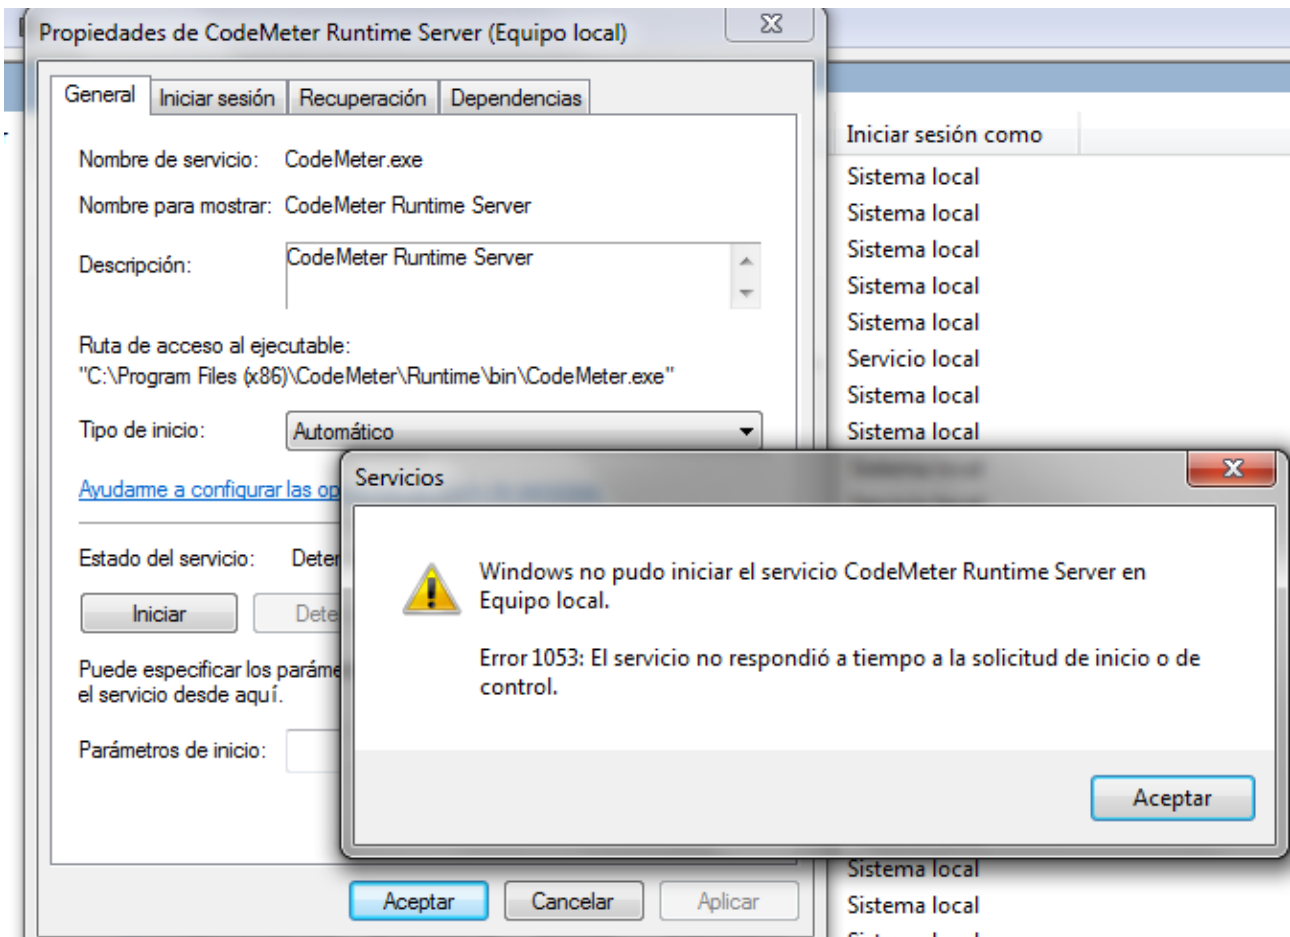 Propiedades de CodeMeter Runtime Server (Equipo local)
General
Iniciar sesión
Recuperación
Dependencias
Nombre de servicio: CodeMeter.exe
Nombre para mostrar: CodeMeter Runtime Server
Descripción: CodeMeter Runtime Server
Ruta de acceso al ejecutable:
"C:\Program Files (x86)\CodeMeter\Runtime\bin\CodeMeter.exe"
Tipo de inicio: Automático
Ayudarme a configurar las op
Estado del servicio: Deter
Iniciar
Dete
Puede especificar los paráme
el servicio desde aquí.
Parámetros de inicio:
Aceptar
Cancelar
Aplicar
Servicios
Windows no pudo iniciar el servicio CodeMeter Runtime Server en
Equipo local.
Error 1053: El servicio no respondió a tiempo a la solicitud de inicio o de
control.
Aceptar
Iniciar sesión como
Sistema local
Sistema local
Sistema local
Sistema local
Sistema local
Servicio local
Sistema local
Sistema local
Sistema local
Sistema local